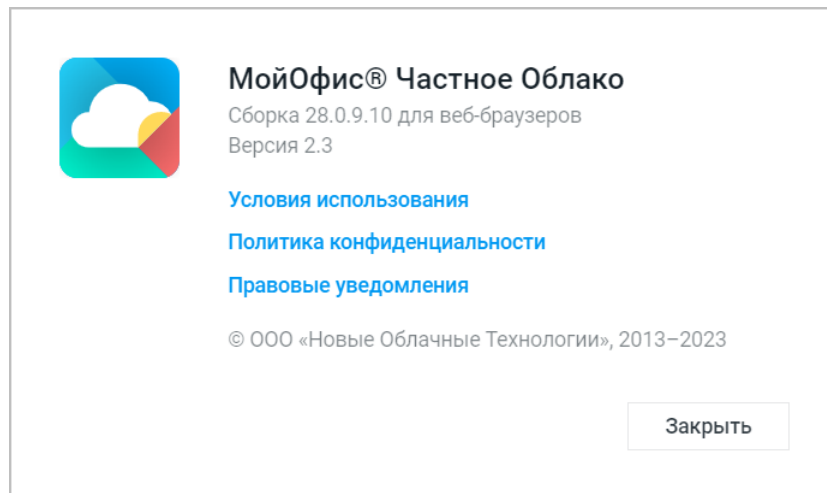 МойОфис® Частное Облако
Сборка 28.0.9.10 для веб-браузеров
Версия 2.3
Условия использования
Политика конфиденциальности
Правовые уведомления
© ООО «Новые Облачные Технологии», 2013–2023
Закрыть